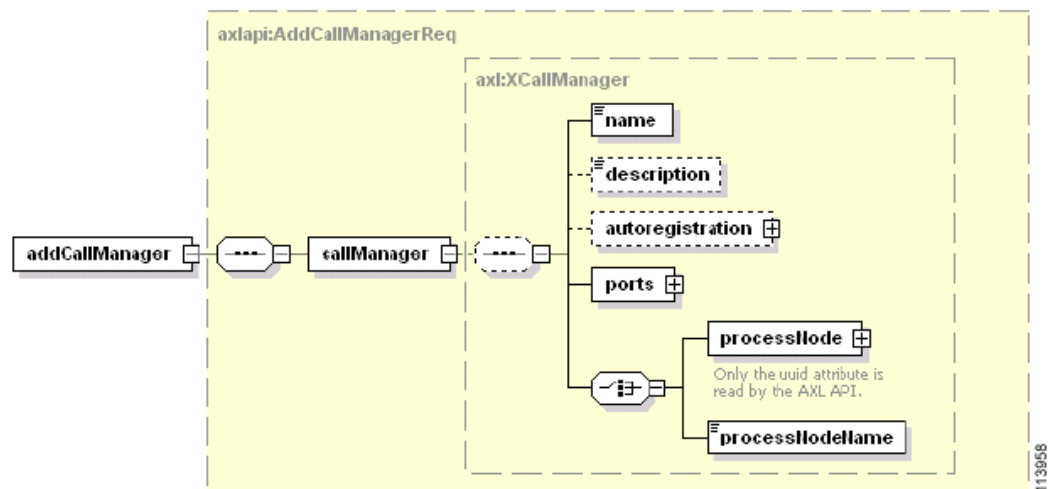 axlapi:AddCallManagerReq
axl:XCallManager
name
description
autoregistration
addCallManager
callManager
ports
processNode
Only the uuid attribute is
read by the AXL API.
processNodeName
113958